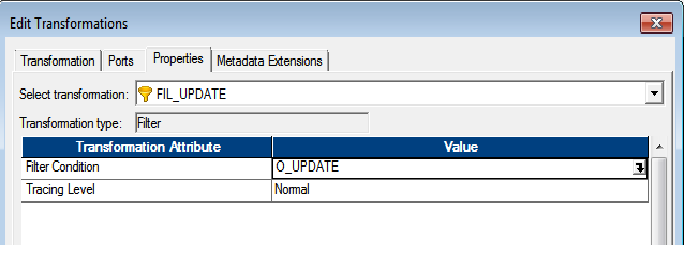 Edit Transformations
Transformation Ports Properties Metadata Extensions
Select transformation: FIL_UPDATE
Transformation type: Filter
Transformation Attribute Value
Filter Condition O_UPDATE
Tracing Level Normal